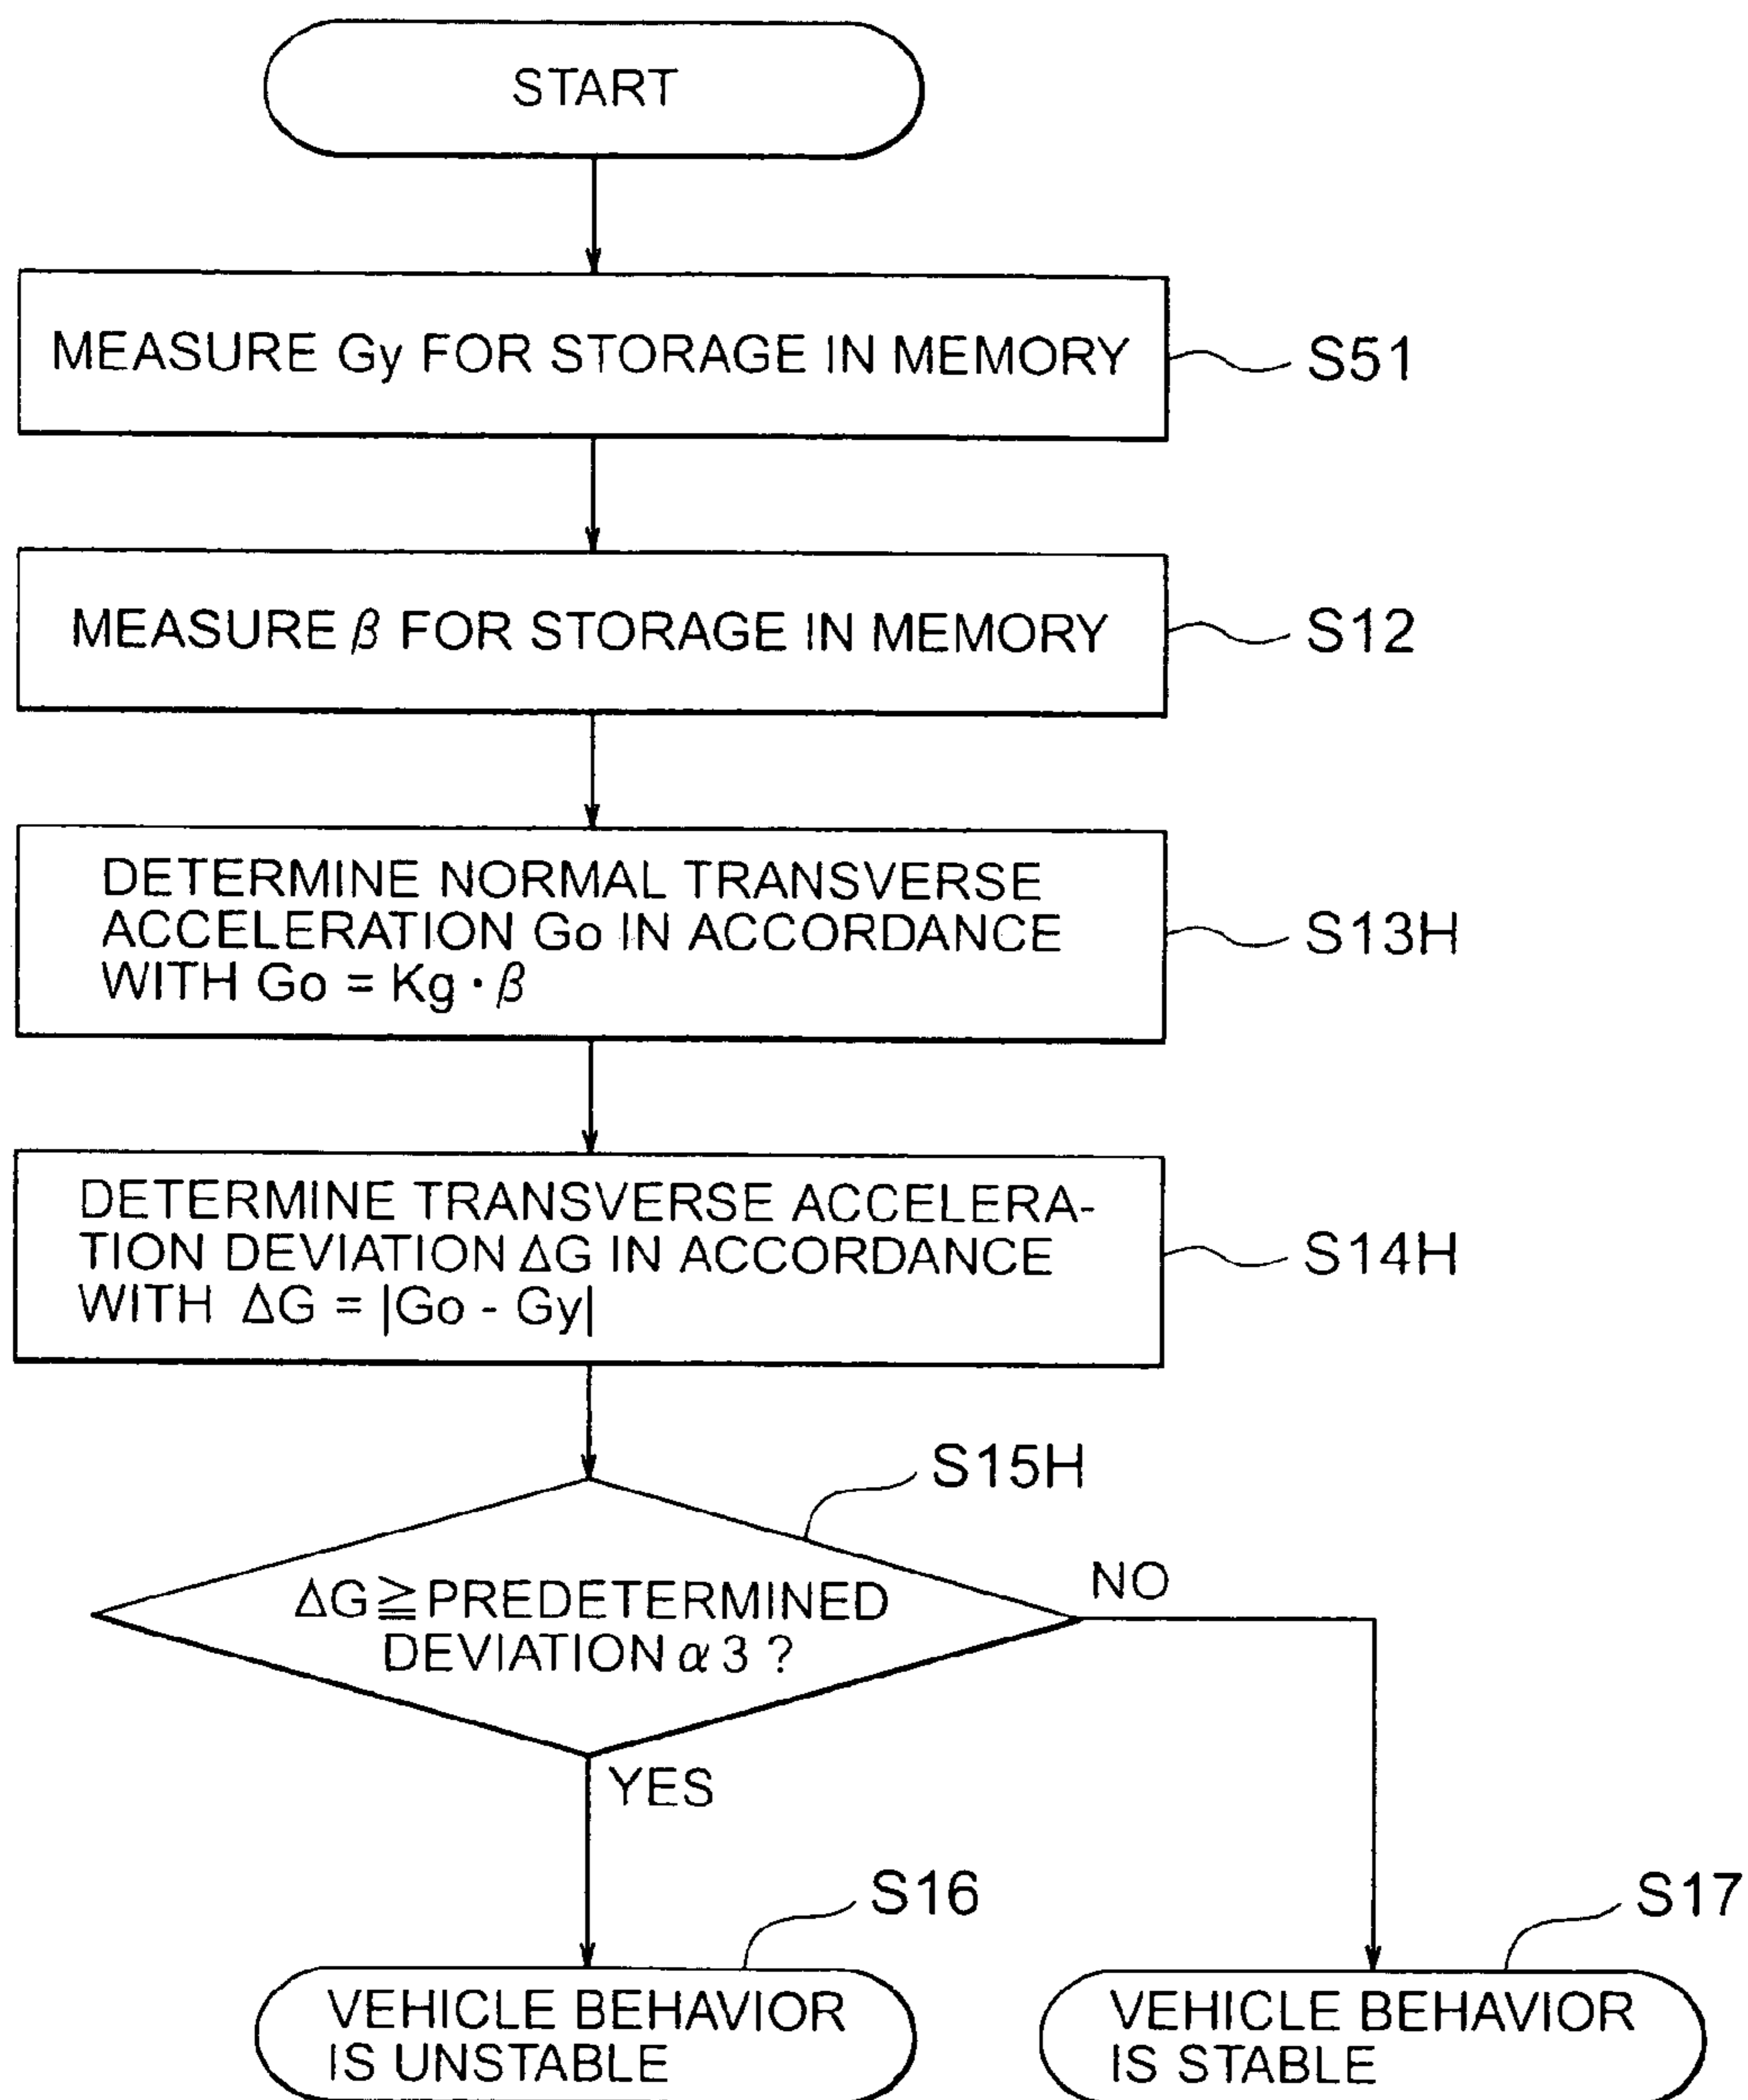 START
MEASURE Gy FOR STORAGE IN MEMORY
S51
MEASURE β FOR STORAGE IN MEMORY
S12
DETERMINE NORMAL TRANSVERSE
ACCELERATION Go IN ACCORDANCE
WITH Go = Kg · β
S13H
DETERMINE TRANSVERSE ACCELERA-
TION DEVIATION ΔG IN ACCORDANCE
WITH ΔG = |Go - Gy|
S14H
S15H
ΔG ≧ PREDETERMINED
DEVIATION α 3 ?
NO
YES
S16
VEHICLE BEHAVIOR
IS UNSTABLE
S17
VEHICLE BEHAVIOR
IS STABLE